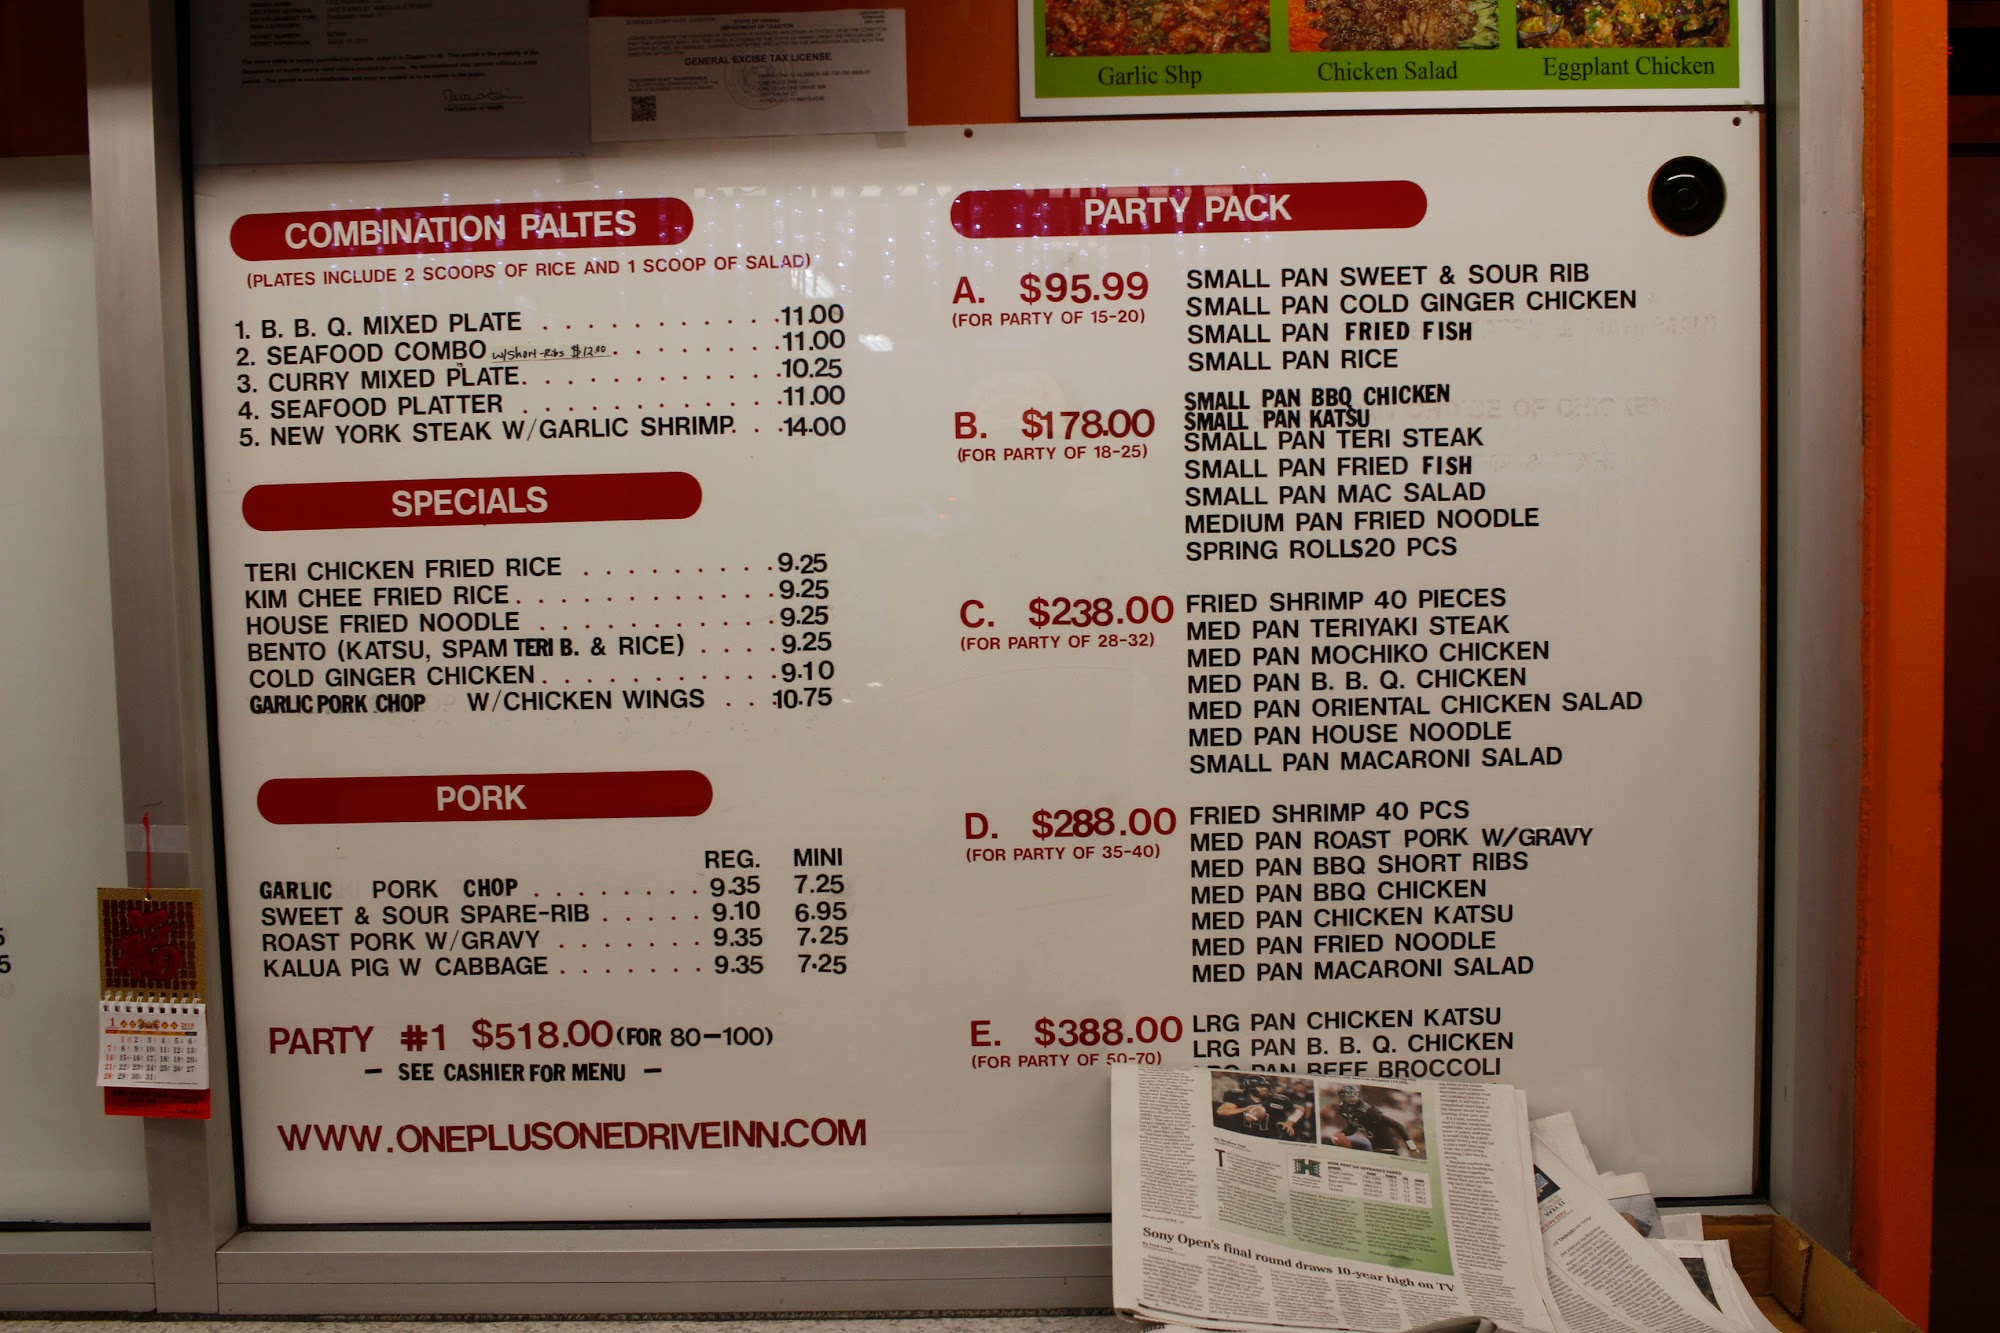 GENERAL EXCISE TAX LICENSE
Garlic Shp
Chicken Salad
Eggplant Chicken
COMBINATION PALTES
(PLATES INCLUDE 2 SCOOPS OF RICE AND 1 SCOOP OF SALAD)
1. B. B. Q. MIXED PLATE . . . . . . . . . . . . 11.00
2. SEAFOOD COMBO w/Short-Ribs $12.00 . . . . . . . . 11.00
3. CURRY MIXED PLATE. . . . . . . . . . . . 10.25
4. SEAFOOD PLATTER . . . . . . . . . . . . 11.00
5. NEW YORK STEAK W/GARLIC SHRIMP. . . 14.00
SPECIALS
TERI CHICKEN FRIED RICE . . . . . . . . . 9.25
KIM CHEE FRIED RICE. . . . . . . . . . . . 9.25
HOUSE FRIED NOODLE . . . . . . . . . . . 9.25
BENTO (KATSU, SPAM TERI B. & RICE) . . . . 9.25
COLD GINGER CHICKEN. . . . . . . . . . . 9.10
GARLIC PORK CHOP W/CHICKEN WINGS . . . 10.75
PORK
REG. MINI
GARLIC PORK CHOP . . . . . . . . 9.35 7.25
SWEET & SOUR SPARE-RIB . . . . . 9.10 6.95
ROAST PORK W/GRAVY . . . . . . . 9.35 7.25
KALUA PIG W CABBAGE . . . . . . . 9.35 7.25
PARTY #1 $518.00 (FOR 80-100)
- SEE CASHIER FOR MENU -
WWW.ONEPLUSONEDRIVEINN.COM
PARTY PACK
A. $95.99
(FOR PARTY OF 15-20)
SMALL PAN SWEET & SOUR RIB
SMALL PAN COLD GINGER CHICKEN
SMALL PAN FRIED FISH
SMALL PAN RICE
B. $178.00
(FOR PARTY OF 18-25)
SMALL PAN BBQ CHICKEN
SMALL PAN KATSU
SMALL PAN TERI STEAK
SMALL PAN FRIED FISH
SMALL PAN MAC SALAD
MEDIUM PAN FRIED NOODLE
SPRING ROLLS20 PCS
C. $238.00
(FOR PARTY OF 28-32)
FRIED SHRIMP 40 PIECES
MED PAN TERIYAKI STEAK
MED PAN MOCHIKO CHICKEN
MED PAN B. B. Q. CHICKEN
MED PAN ORIENTAL CHICKEN SALAD
MED PAN HOUSE NOODLE
SMALL PAN MACARONI SALAD
D. $288.00
(FOR PARTY OF 35-40)
FRIED SHRIMP 40 PCS
MED PAN ROAST PORK W/GRAVY
MED PAN BBQ SHORT RIBS
MED PAN BBQ CHICKEN
MED PAN CHICKEN KATSU
MED PAN FRIED NOODLE
MED PAN MACARONI SALAD
E. $388.00
(FOR PARTY OF 50-70)
LRG PAN CHICKEN KATSU
LRG PAN B. B. Q. CHICKEN
LRG PAN BEEF BROCCOLI
Sony Open's final round draws 10-year high on TV